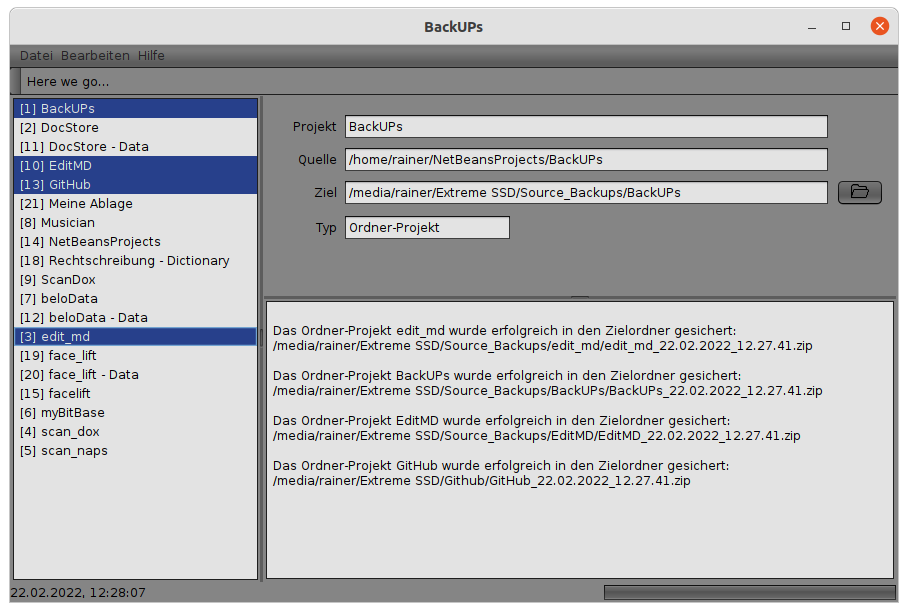 BackUPs
Datei Bearbeiten Hilfe
Here we go...
[1] BackUPs
[2] DocStore
[11] DocStore - Data
[10] EditMD
[13] GitHub
[21] Meine Ablage
[8] Musician
[14] NetBeansProjects
[18] Rechtschreibung - Dictionary
[9] ScanDox
[7] beloData
[12] beloData - Data
[3] edit_md
[19] face_lift
[20] face_lift - Data
[15] facelift
[6] myBitBase
[4] scan_dox
[5] scan_naps
Projekt BackUPs
Quelle /home/rainer/NetBeansProjects/BackUPs
Ziel /media/rainer/Extreme SSD/Source_Backups/BackUPs
Typ Ordner-Projekt
Das Ordner-Projekt edit_md wurde erfolgreich in den Zielordner gesichert:
/media/rainer/Extreme SSD/Source_Backups/edit_md/edit_md_22.02.2022_12.27.41.zip
Das Ordner-Projekt BackUPs wurde erfolgreich in den Zielordner gesichert:
/media/rainer/Extreme SSD/Source_Backups/BackUPs/BackUPs_22.02.2022_12.27.41.zip
Das Ordner-Projekt EditMD wurde erfolgreich in den Zielordner gesichert:
/media/rainer/Extreme SSD/Source_Backups/EditMD/EditMD_22.02.2022_12.27.41.zip
Das Ordner-Projekt GitHub wurde erfolgreich in den Zielordner gesichert:
/media/rainer/Extreme SSD/Github/GitHub_22.02.2022_12.27.41.zip
22.02.2022, 12:28:07